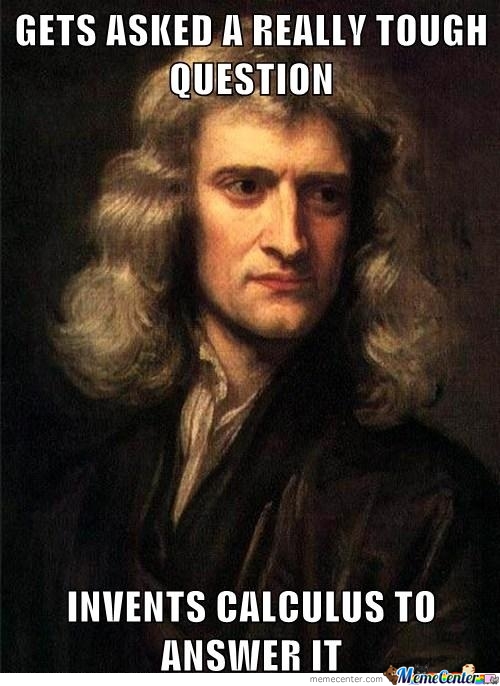 GETS ASKED A REALLY TOUGH
QUESTION
INVENTS CALCULUS TO
ANSWER IT
memecenter.com MemeCenter